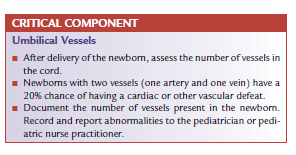 CRITICAL COMPONENT
Umbilical Vessels
■ After delivery of the newborn, assess the number of vessels in
the cord.
■ Newborns with two vessels (one artery and one vein) have a
20% chance of having a cardiac or other vascular defeat.
■ Document the number of vessels present in the newborn.
Record and report abnormalities to the pediatrician or pedi-
atric nurse practitioner.